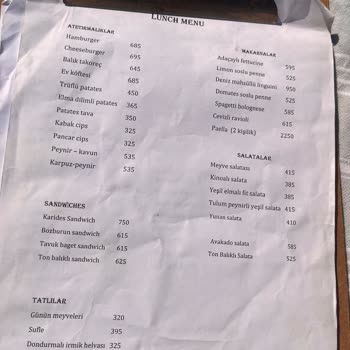 LUNCH MENU
ATIŞTIRMALIKLAR
Hamburger 685
Cheeseburger 695
Balık takureç 645
Ev köftesi 685
Trüflü patates 450
Elma dilimli patates 365
Patates tava 350
Kabak cips 325
Pancar cips 325
Peynir – kavun 535
Karpuz-peynir 535
SANDWICHES
Karides Sandwich 750
Bozburun sandwich 615
Tavuk baget sandwich 615
Ton balıklı sandwich 625
TATLILAR
Günün meyveleri 320
Sufle 395
Dondurmalı irmik helvası 325
MAKARNALAR
Adaçaylı fettucine 595
Limon soslu penne 525
Deniz mahsüllü linguini 950
Domates soslu penne 525
Spagetti bolognese 585
Cevizli ravioli 615
Paella (2 kişilik) 2250
SALATALAR
Meyve salatası 415
Kinoalı salata 385
Yeşil elmalı fit salata 385
Tulum peynirli yeşil salata 415
Yunan salata 410
Avakado salata 585
Ton Balıklı Salata 525